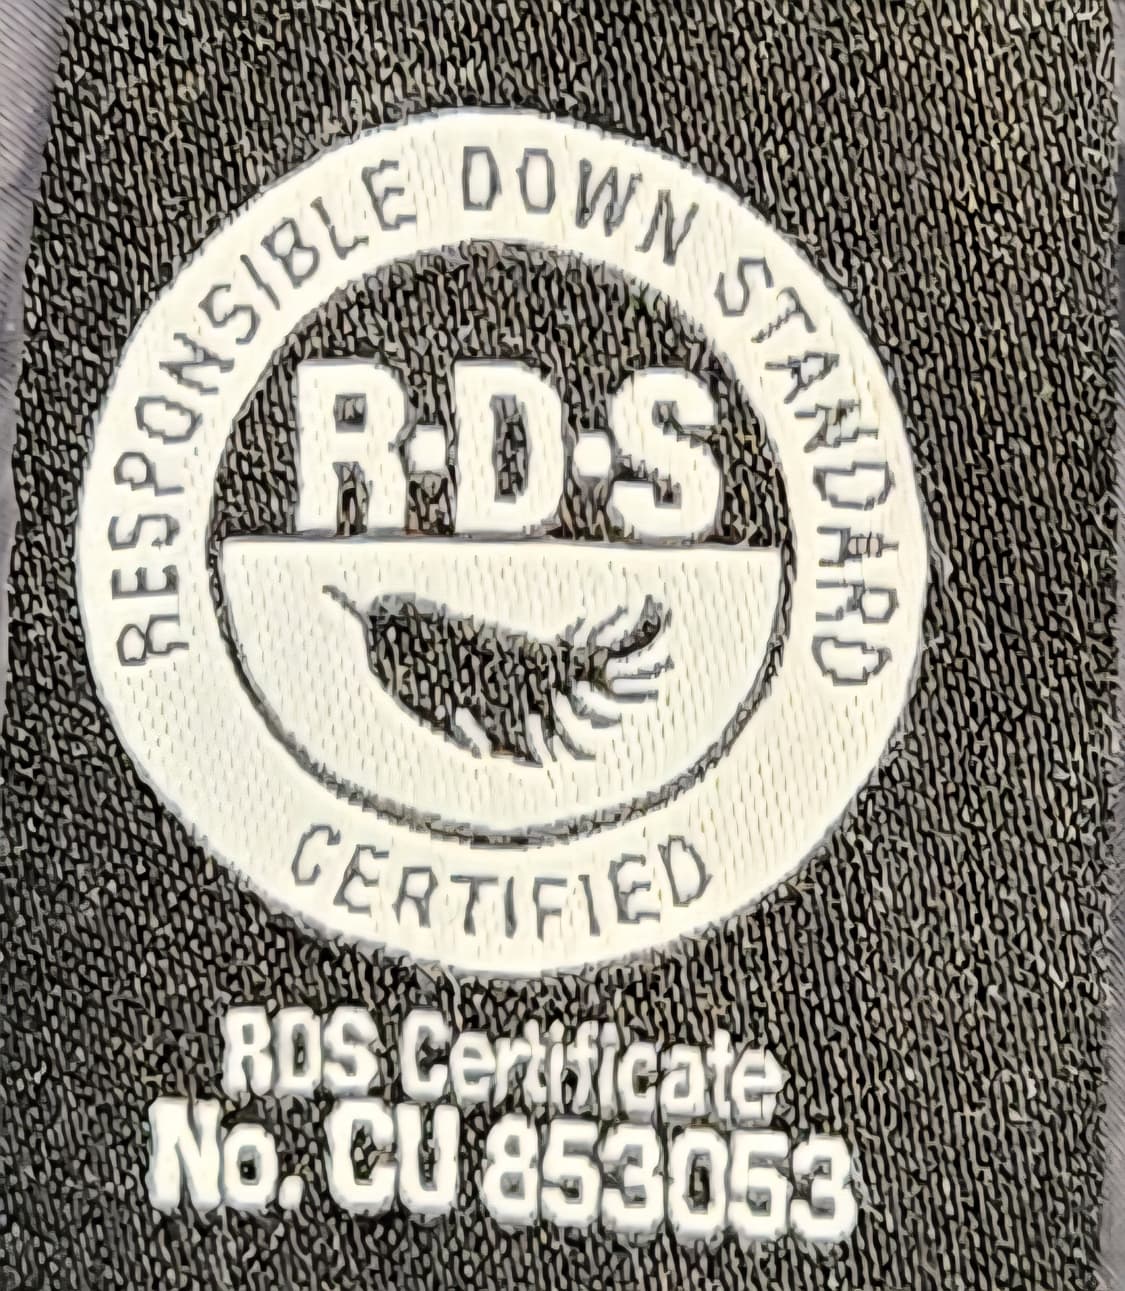 RESPONSIBLE DOWN STANDARD
R·D·S
CERTIFIED
RDS Certificate
No. CU 853053